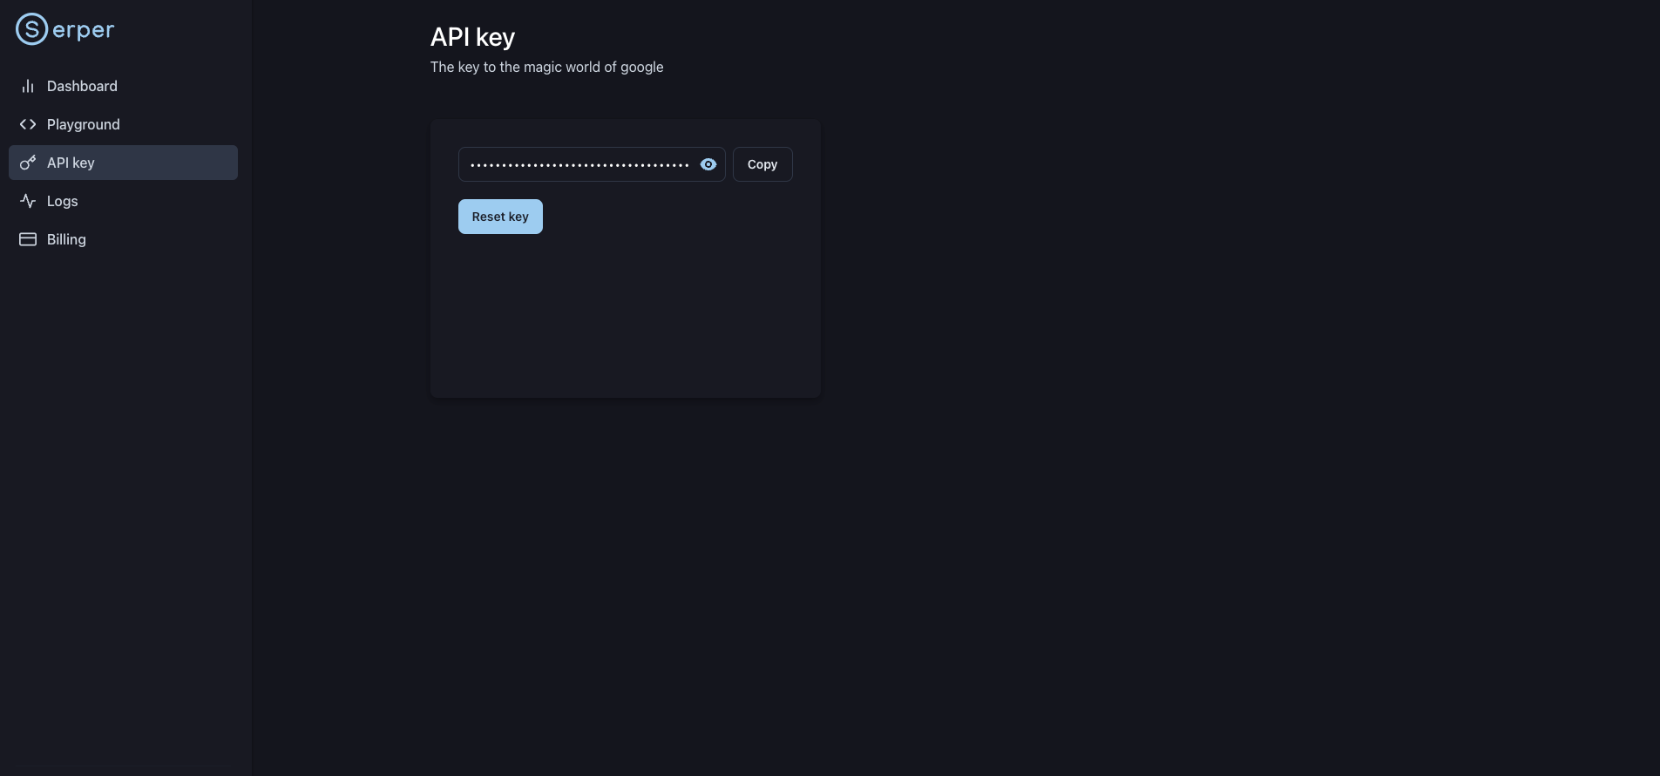 Serper
Dashboard
Playground
API key
Logs
Billing
API key
The key to the magic world of google
•••••••••••••••••••••••••••••••••••
Copy
Reset key